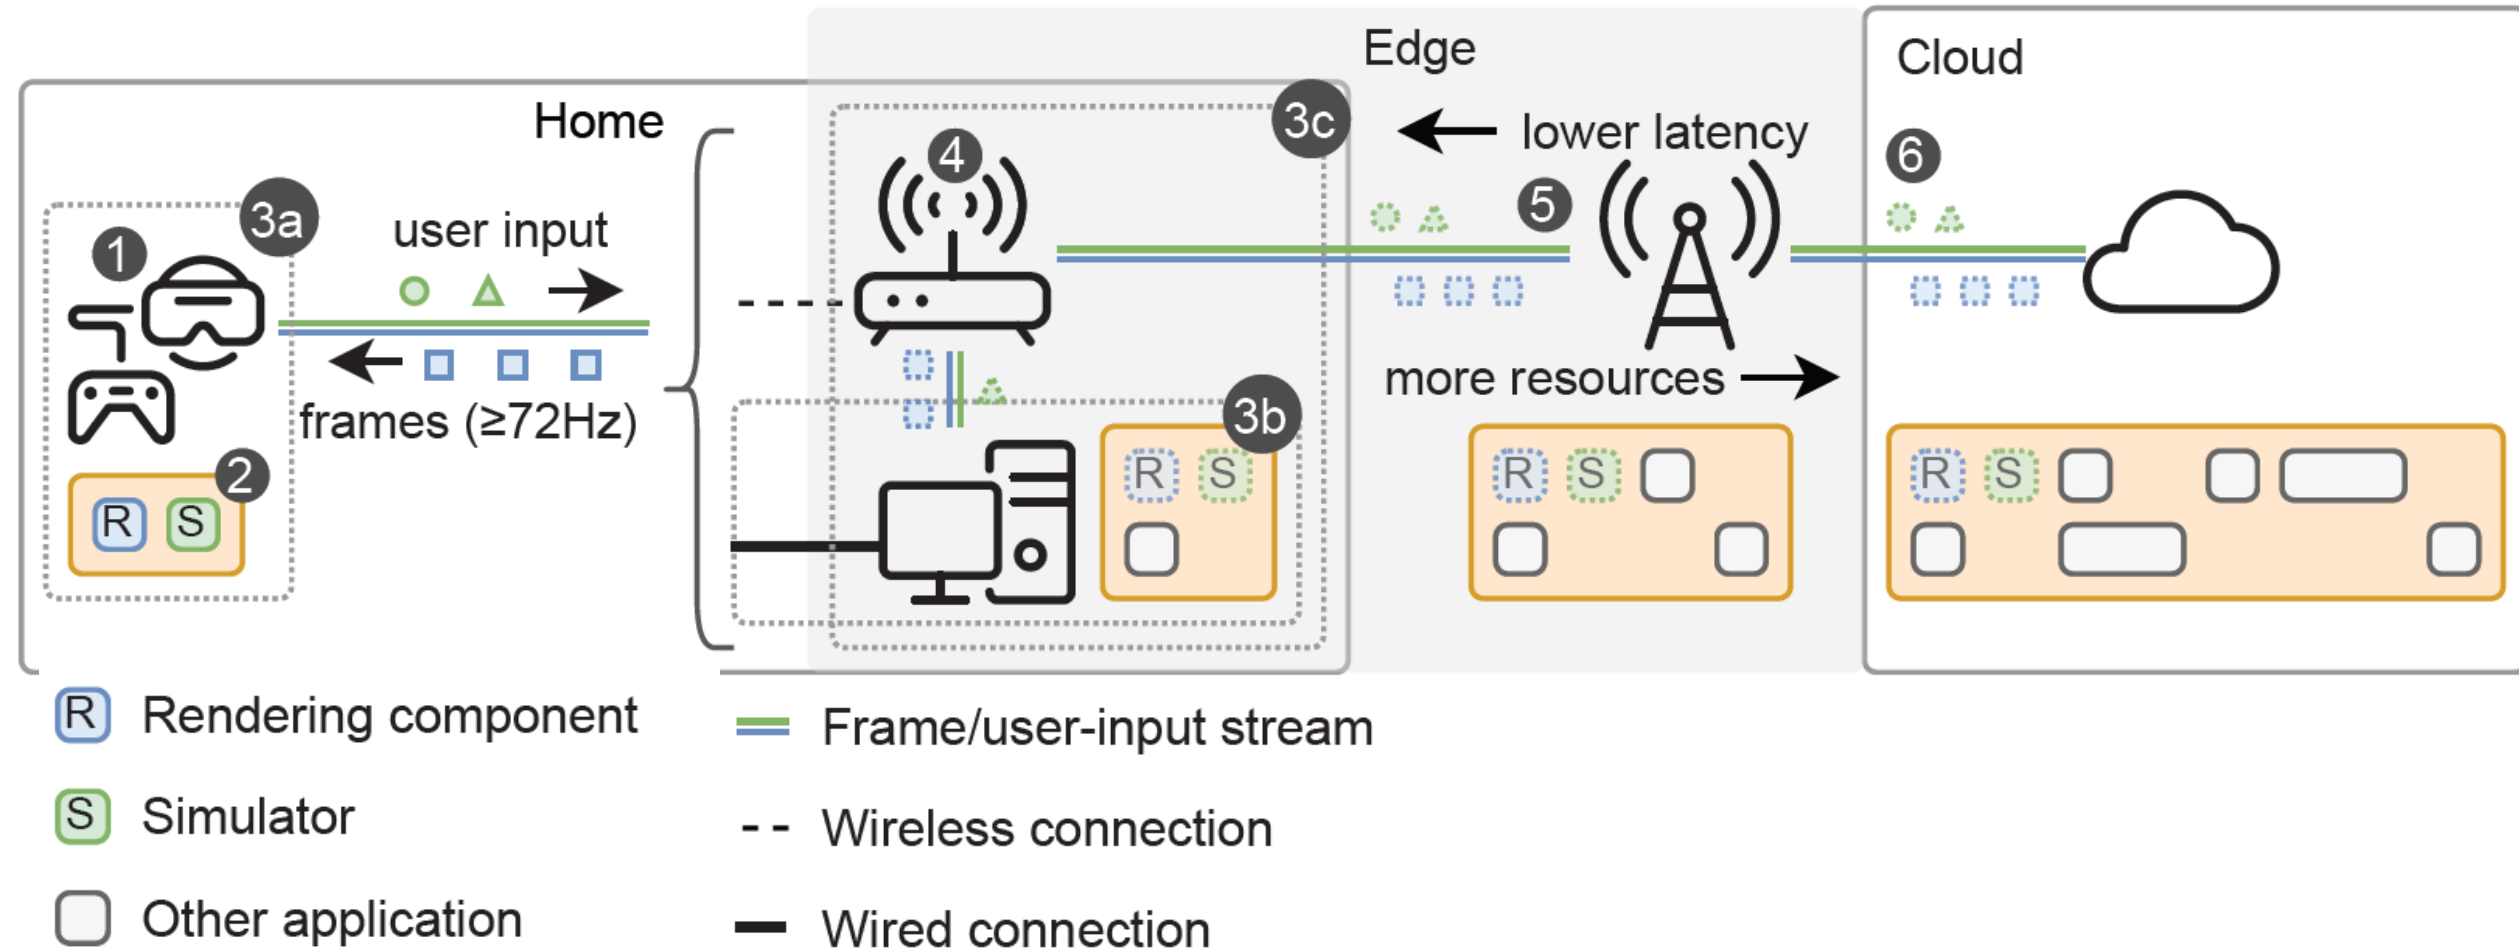 Edge
Cloud
Home
3c
lower latency
4
6
3a
5
1
user input
more resources
frames (≥72Hz)
3b
2
R S
R S
R S
R S
R Rendering component
Frame/user-input stream
S Simulator
Wireless connection
Other application
Wired connection